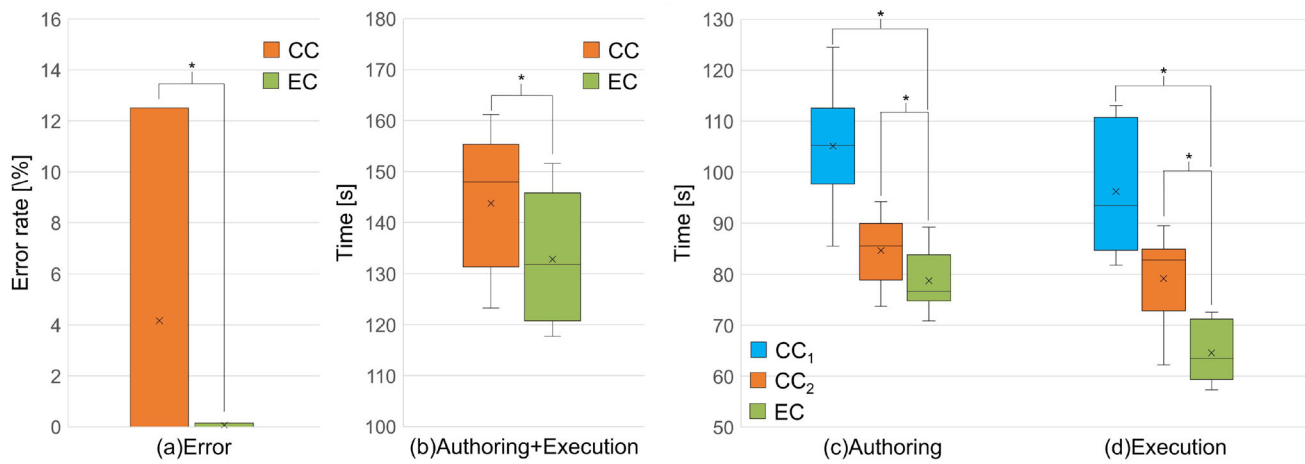 16
14
12
10
8
6
4
2
0
Error rate [\%]
*
CC
EC
(a)Error
180
170
160
150
140
130
120
110
100
Time [s]
*
CC
EC
(b)Authoring+Execution
130
120
110
100
90
80
70
60
50
Time [s]
*
*
*
*
CC₁
CC₂
EC
(c)Authoring
(d)Execution